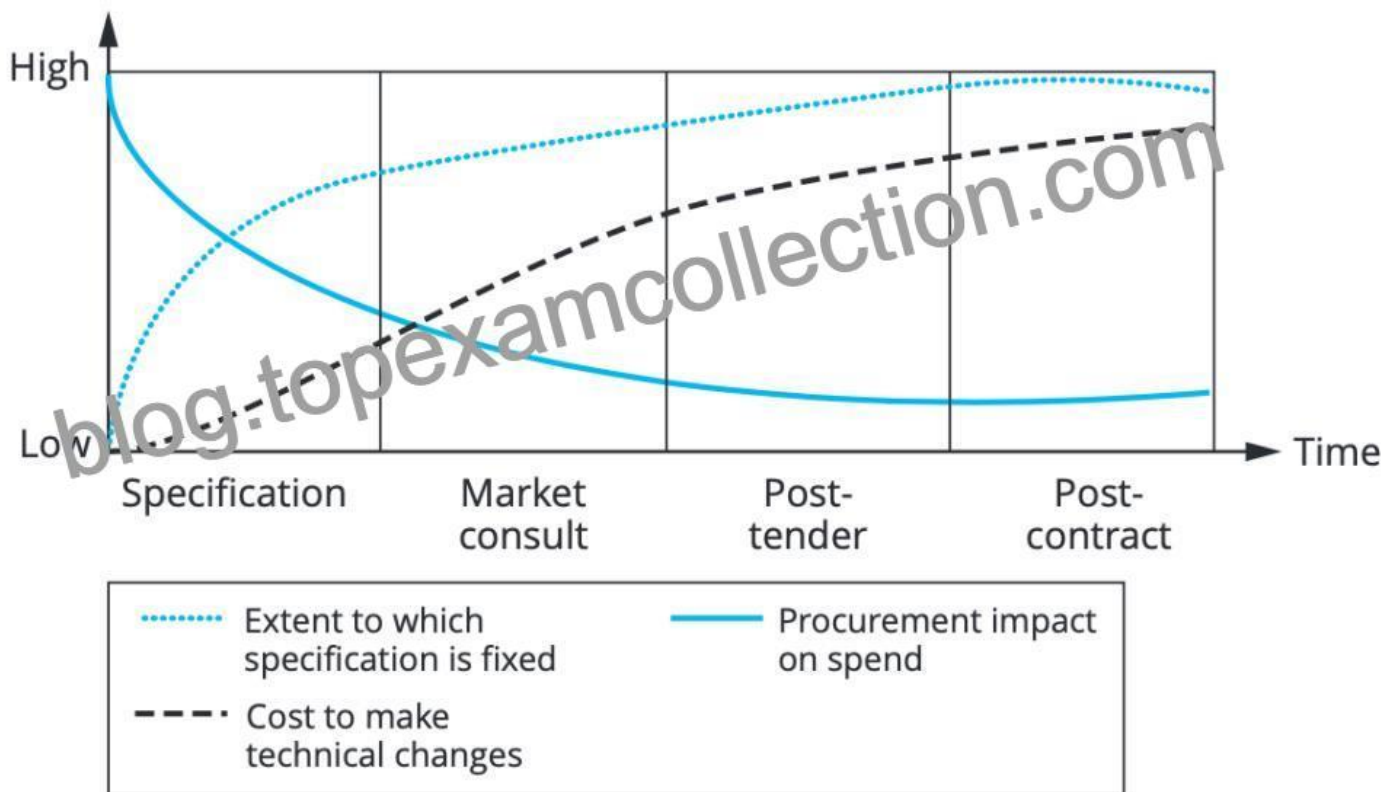 High
Low
Time
Specification
Market
consult
Post-
tender
Post-
contract
blog.topexamcollection.com
Extent to which
specification is fixed
Procurement impact
on spend
Cost to make
technical changes